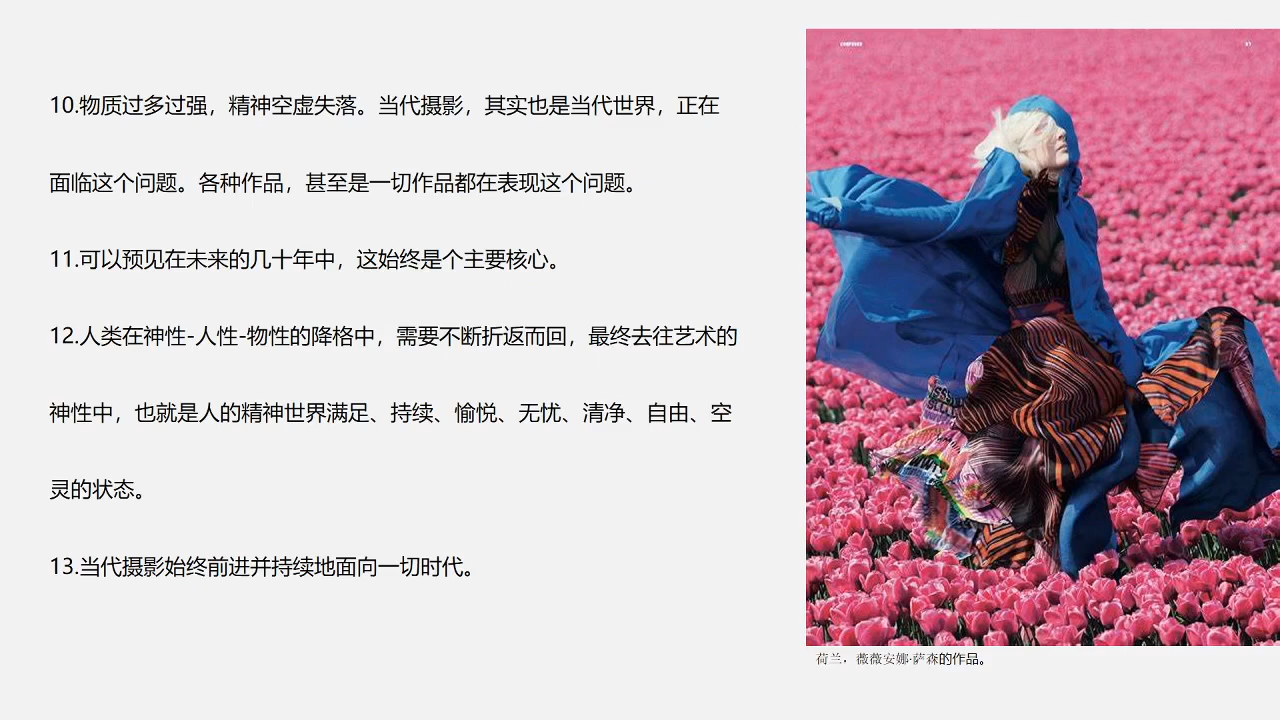 10.物质过多过强，精神空虚失落。当代摄影，其实也是当代世界，正在
面临这个问题。各种作品，甚至是一切作品都在表现这个问题。
11.可以预见在未来的几十年中，这始终是个主要核心。
12.人类在神性-人性-物性的降格中，需要不断折返而回，最终去往艺术的
神性中，也就是人的精神世界满足、持续、愉悦、无忧、清净、自由、空
灵的状态。
13.当代摄影始终前进并持续地面向一切时代。
荷兰，薇薇安娜·萨森的作品。